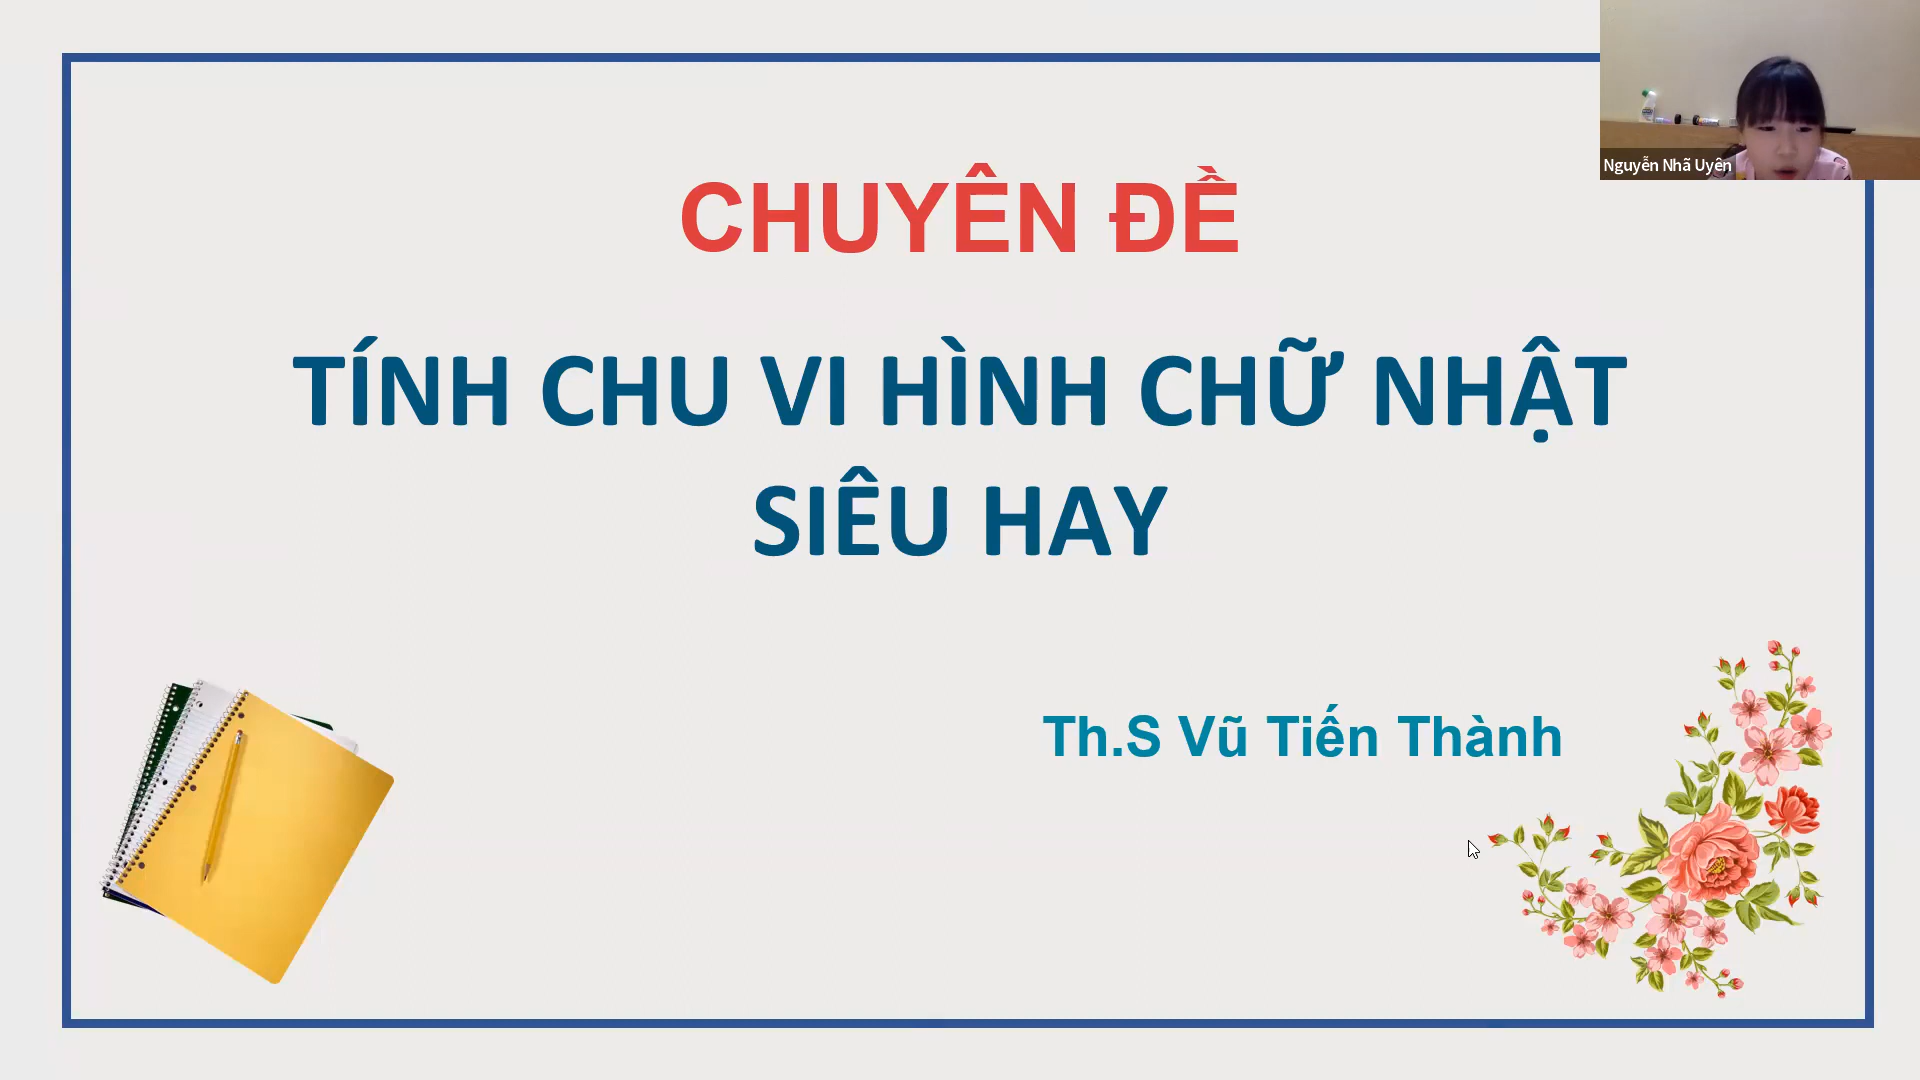 Nguyễn Nhã Uyên
CHUYÊN ĐỀ
TÍNH CHU VI HÌNH CHỮ NHẬT
SIÊU HAY
Th.S Vũ Tiến Thành